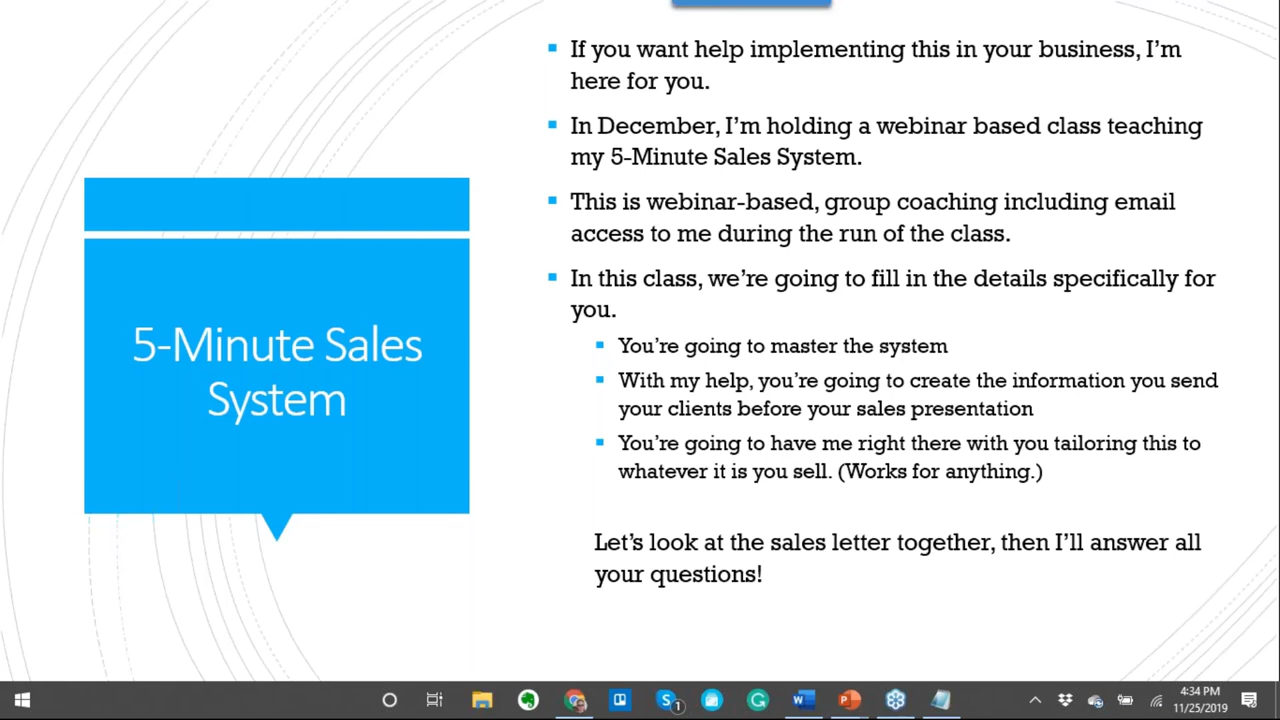 If you want help implementing this in your business, I’m
here for you.
In December, I’m holding a webinar based class teaching
my 5-Minute Sales System.
This is webinar-based, group coaching including email
access to me during the run of the class.
In this class, we’re going to fill in the details specifically for
you.
You’re going to master the system
With my help, you’re going to create the information you send
your clients before your sales presentation
You’re going to have me right there with you tailoring this to
whatever it is you sell. (Works for anything.)
Let’s look at the sales letter together, then I’ll answer all
your questions!
5-Minute Sales
System
1
4:34 PM
11/25/2019